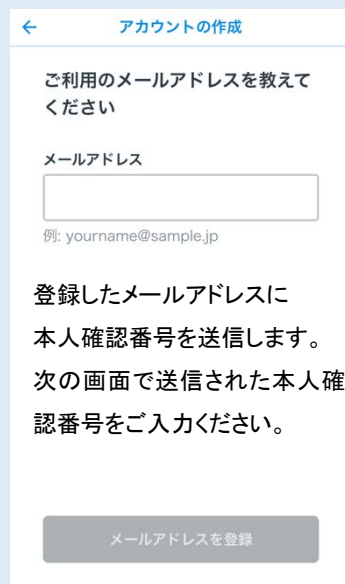 ← アカウントの作成
ご利用のメールアドレスを教えて
ください
メールアドレス
例: yourname@sample.jp
登録したメールアドレスに
本人確認番号を送信します。
次の画面で送信された本人確
認番号をご入力ください。
メールアドレスを登録